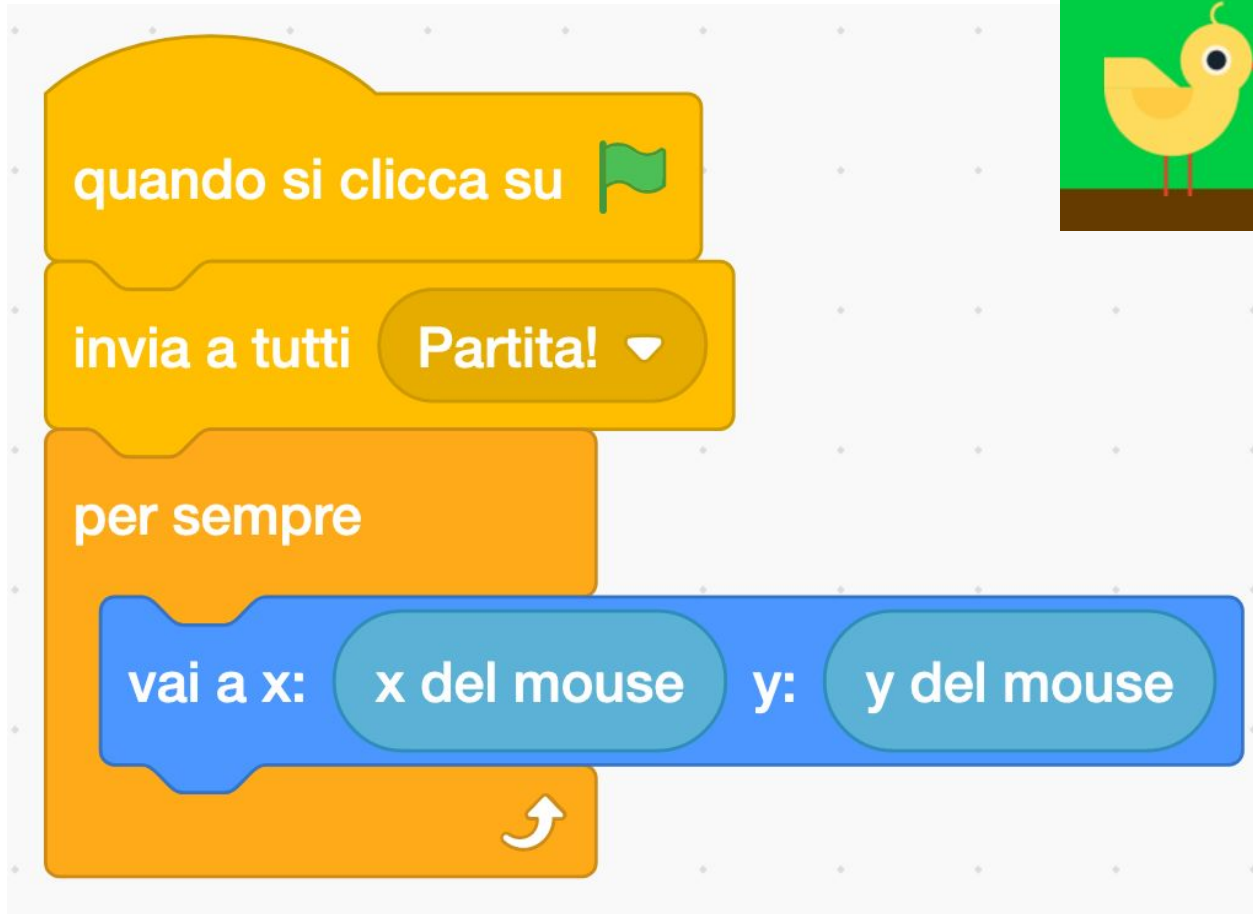 quando si clicca su
invia a tutti Partita!
per sempre
vai a x: x del mouse y: y del mouse